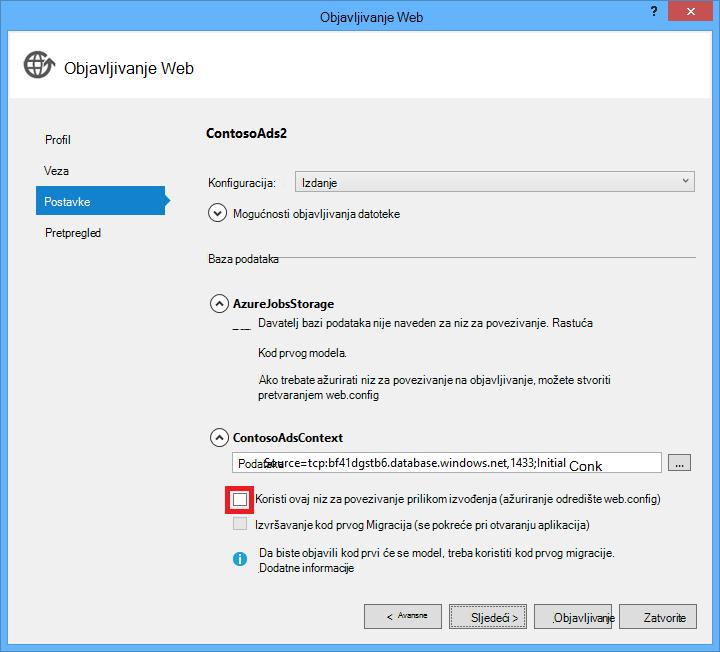 Objavljivanje Web
?
Objavljivanje Web
Profil
Veza
Postavke
Pretpregled
ContosoAds2
Konfiguracija: Izdanje
Mogućnosti objavljivanja datoteke
Baza podataka
AzureJobsStorage
Davatelj bazi podataka nije naveden za niz za povezivanje. Rastuća
Kod prvog modela.
Ako trebate ažurirati niz za povezivanje na objavljivanje, možete stvoriti
pretvaranjem web.config
ContosoAdsContext
Podataka Source=tcp:bf41dgstb6.database.windows.net,1433;Initial Conk ...
Koristi ovaj niz za povezivanje prilikom izvođenja (ažuriranje odredište web.config)
Izvršavanje kod prvog Migracija (se pokreće pri otvaranju aplikacija)
Da biste objavili kod prvi će se model, treba koristiti kod prvog migracije.
.Dodatne informacije
< Avansne Sljedeći > .Objavljivanje Zatvorite